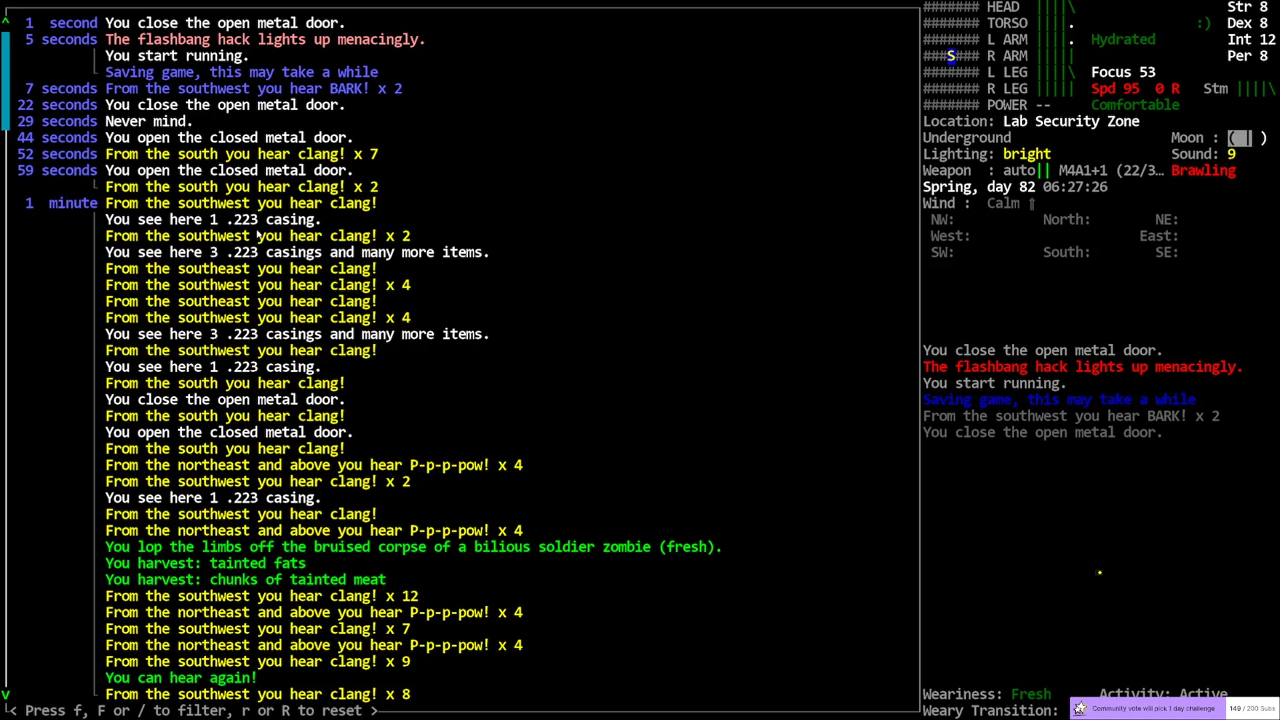 1 second You close the open metal door.
5 seconds The flashbang hack lights up menacingly.
You start running.
Saving game, this may take a while
7 seconds From the southwest you hear BARK! x 2
22 seconds You close the open metal door.
29 seconds Never mind.
44 seconds You open the closed metal door.
52 seconds From the south you hear clang! x 7
59 seconds You open the closed metal door.
From the south you hear clang! x 2
1 minute From the southwest you hear clang!
You see here 1 .223 casing.
From the southwest you hear clang! x 2
You see here 3 .223 casings and many more items.
From the southeast you hear clang!
From the southwest you hear clang! x 4
From the southeast you hear clang!
From the southwest you hear clang! x 4
You see here 3 .223 casings and many more items.
From the southwest you hear clang!
You see here 1 .223 casing.
From the south you hear clang!
You close the open metal door.
From the south you hear clang!
You open the closed metal door.
From the south you hear clang!
From the northeast and above you hear P-p-p-pow! x 4
From the southwest you hear clang! x 2
You see here 1 .223 casing.
From the southwest you hear clang!
From the northeast and above you hear P-p-p-pow! x 4
You lop the limbs off the bruised corpse of a bilious soldier zombie (fresh).
You harvest: tainted fats
You harvest: chunks of tainted meat
From the southwest you hear clang! x 12
From the northeast and above you hear P-p-p-pow! x 4
From the southwest you hear clang! x 7
From the northeast and above you hear P-p-p-pow! x 4
From the southwest you hear clang! x 9
You can hear again!
From the southwest you hear clang! x 8
< Press f, F or / to filter, r or R to reset >
####### HEAD ||||\ Str 8
####### TORSO ||||. :) Dex 8
####### L ARM ||||. Hydrated Int 12
###S### R ARM ||||| Per 8
####### L LEG ||||\ Focus 53
####### R LEG ||||| Spd 95 0 R Stm ||||\
####### POWER -- Comfortable
Location: Lab Security Zone
Underground Moon : ( )
Lighting: bright Sound: 9
Weapon : auto|| M4A1+1 (22/3… Brawling
Spring, day 82 06:27:26
Wind : Calm ⇑
NW: North: NE:
West: East:
SW: South: SE:
You close the open metal door.
The flashbang hack lights up menacingly.
You start running.
Saving game, this may take a while
From the southwest you hear BARK! x 2
You close the open metal door.
Weariness: Fresh Activity: Active
Weary Transition:
Community vote will pick 1 day challenge 149 / 200 Subs